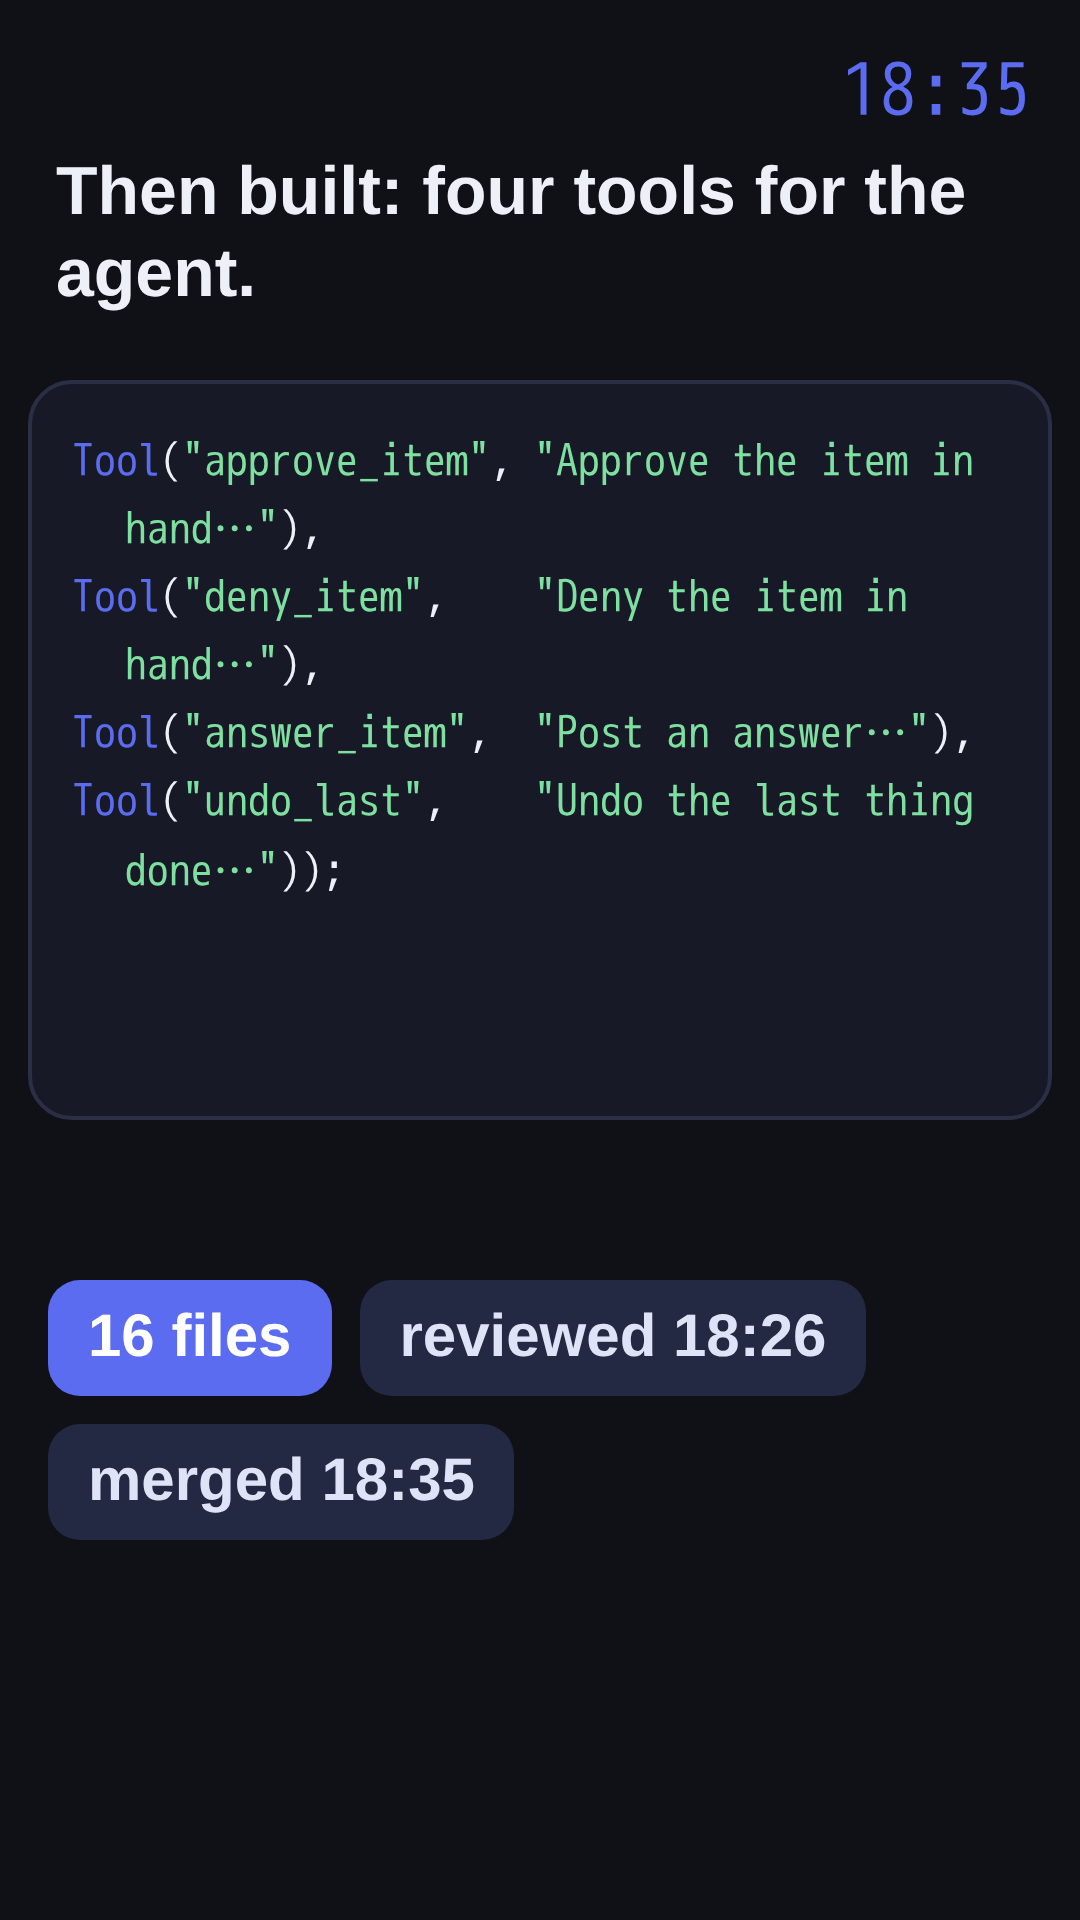 18:35
Then built: four tools for the
agent.
Tool("approve_item", "Approve the item in
hand…"),
Tool("deny_item",    "Deny the item in
hand…"),
Tool("answer_item",  "Post an answer…"),
Tool("undo_last",    "Undo the last thing
done…"));
16 files
reviewed 18:26
merged 18:35